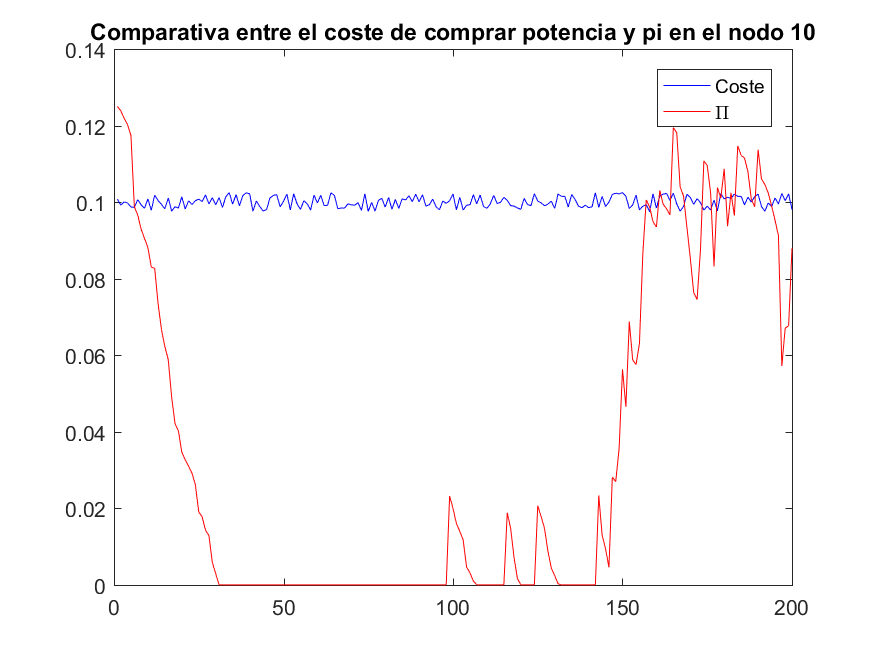 Comparativa entre el coste de comprar potencia y pi en el nodo 10
0.14
0.12
0.1
0.08
0.06
0.04
0.02
0
Coste
Π
0 50 100 150 200